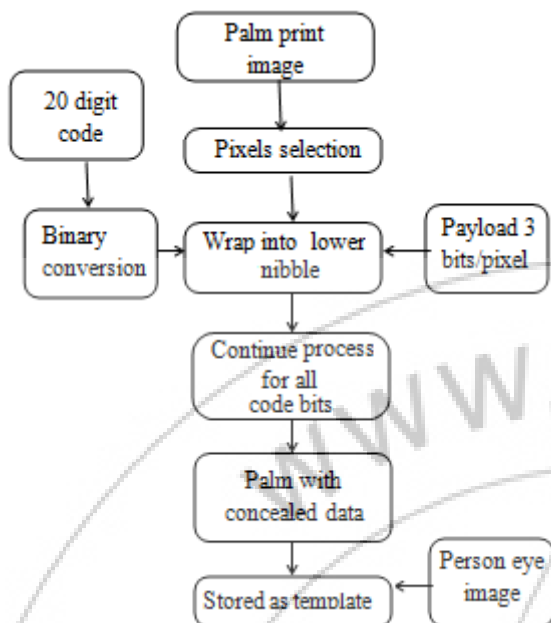 Palm print
image
20 digit
code
Pixels selection
Binary
conversion
Wrap into lower
nibble
Payload 3
bits/pixel
Continue process
for all
code bits
Palm with
concealed data
Person eye
image
Stored as template
www.